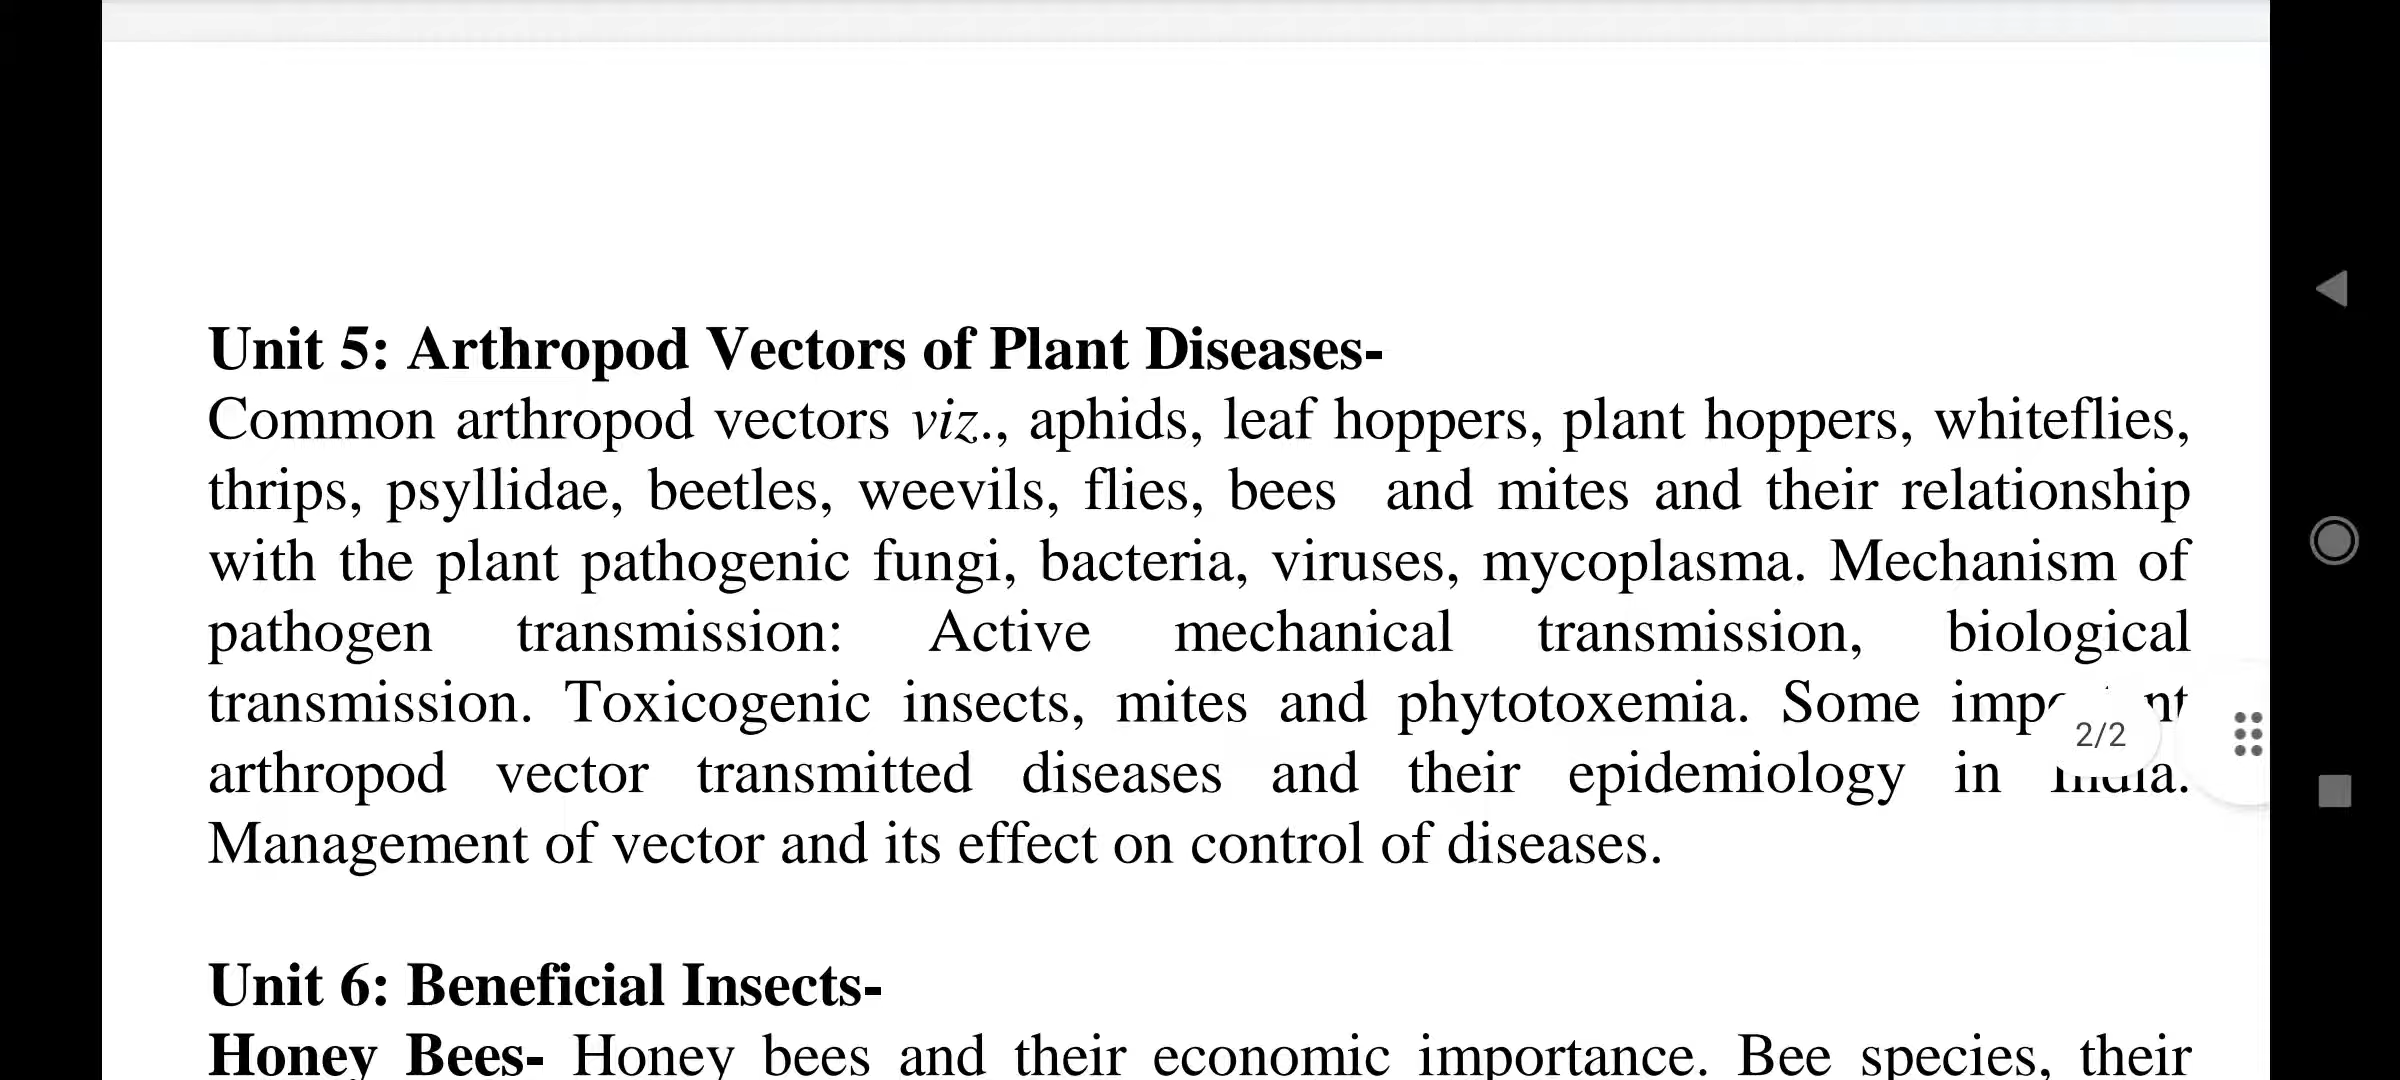 Unit 5: Arthropod Vectors of Plant Diseases-
Common arthropod vectors viz., aphids, leaf hoppers, plant hoppers, whiteflies,
thrips, psyllidae, beetles, weevils, flies, bees and mites and their relationship
with the plant pathogenic fungi, bacteria, viruses, mycoplasma. Mechanism of
pathogen transmission: Active mechanical transmission, biological
transmission. Toxicogenic insects, mites and phytotoxemia. Some important
2/2
arthropod vector transmitted diseases and their epidemiology in India.
Management of vector and its effect on control of diseases.
Unit 6: Beneficial Insects-
Honey Bees- Honey bees and their economic importance. Bee species, their